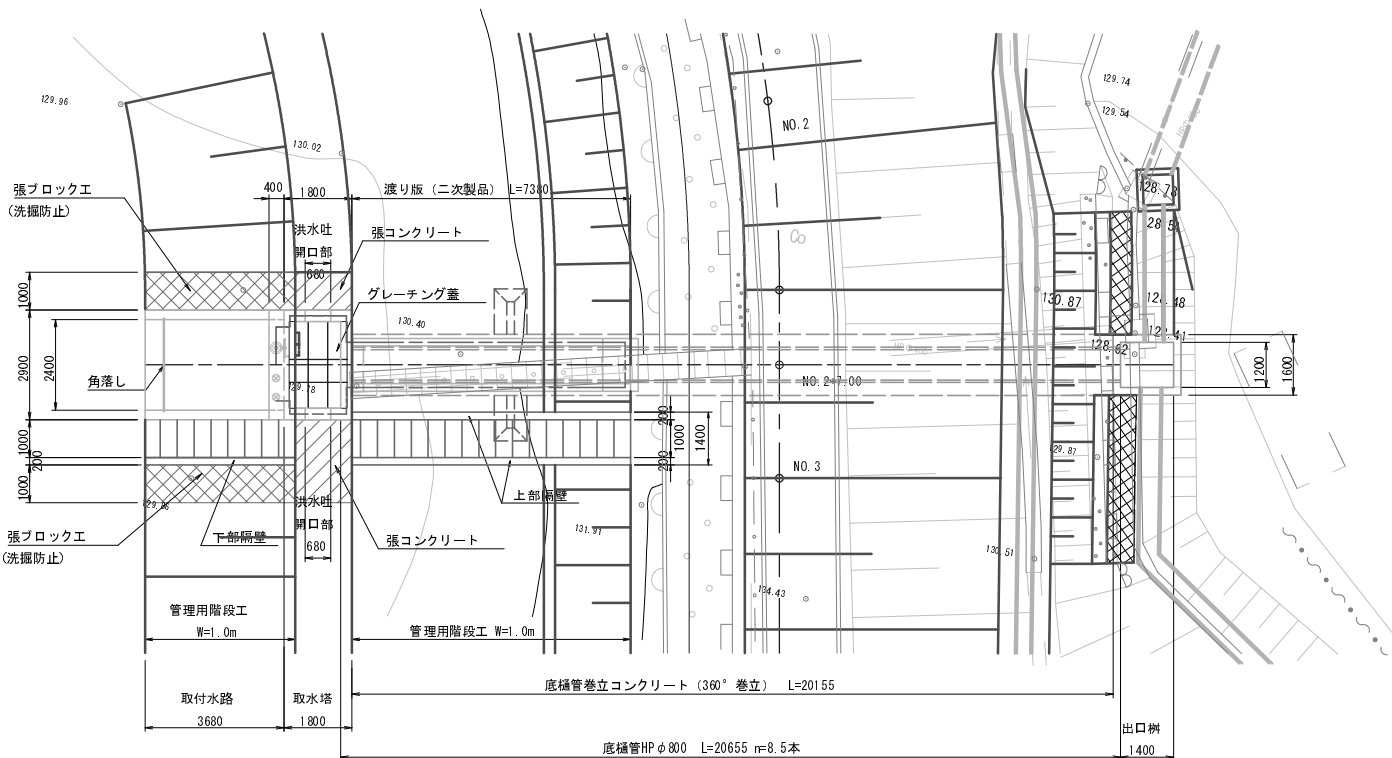 129.96
130.02
NO.2
129.74
129.54
張ブロック工
(洗掘防止)
400
1800
渡り版 (二次製品) L=7380
128.78
洪水吐
開口部
680
張コンクリート
グレーチング蓋
Co
130.87
130.40
128.62
1000
2900
2400
角落し
129.78
NO.2+7.00
1200
1600
1000
200
1000
200
1000
1400
200
NO.3
129.87
129.86
上部隔壁
洪水吐
開口部
680
張コンクリート
下部隔壁
張ブロック工
(洗掘防止)
131.91
130.51
134.43
管理用階段工
W=1.0m
管理用階段工 W=1.0m
底樋管巻立コンクリート (360°巻立) L=20155
取付水路
3680
取水塔
1800
出口桝
1400
底樋管HPφ800 L=20655 n=8.5本